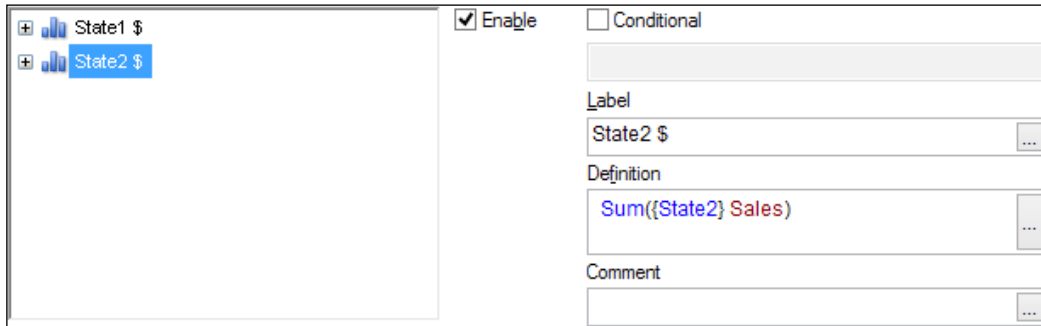 State1 $
State2 $
Enable
Conditional
Label
State2 $
...
Definition
Sum({State2} Sales)
...
Comment
...